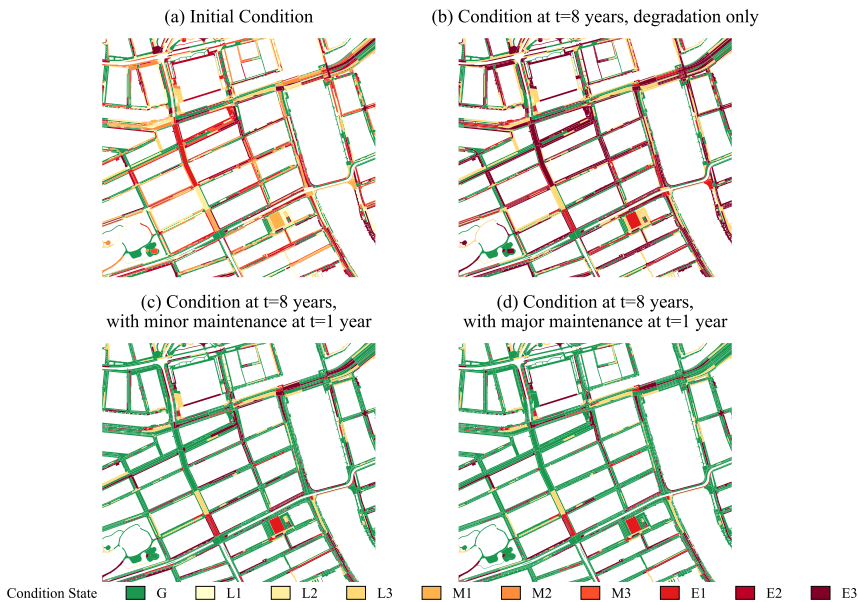 (a) Initial Condition
(b) Condition at t=8 years, degradation only
(c) Condition at t=8 years,
with minor maintenance at t=1 year
(d) Condition at t=8 years,
with major maintenance at t=1 year
Condition State G L1 L2 L3 M1 M2 M3 E1 E2 E3